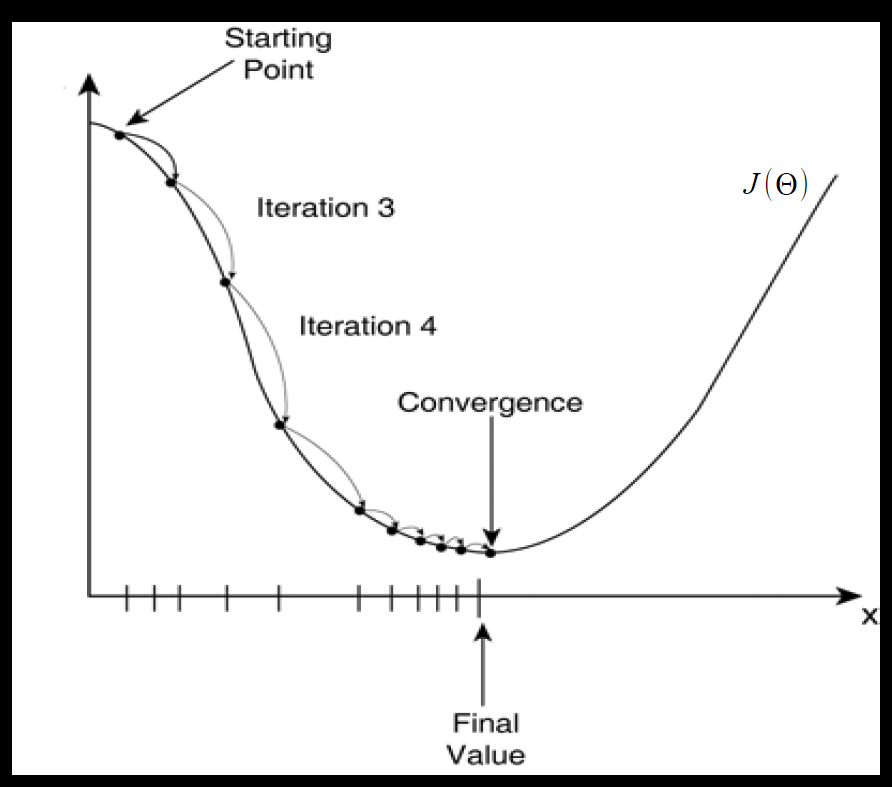 Starting
Point
J(Θ)
Iteration 3
Iteration 4
Convergence
x
Final
Value